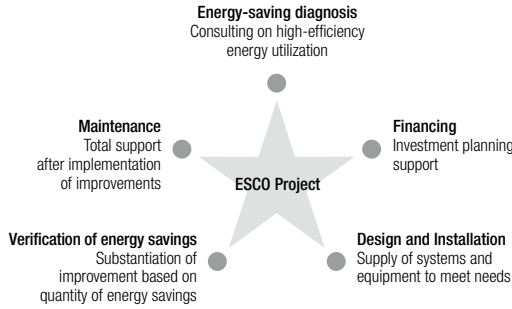 Energy-saving diagnosis
Consulting on high-efficiency
energy utilization
Maintenance
Total support
after implementation
of improvements
Financing
Investment planning
support
ESCO Project
Verification of energy savings
Substantiation of
improvement based on
quantity of energy savings
Design and Installation
Supply of systems and
equipment to meet needs